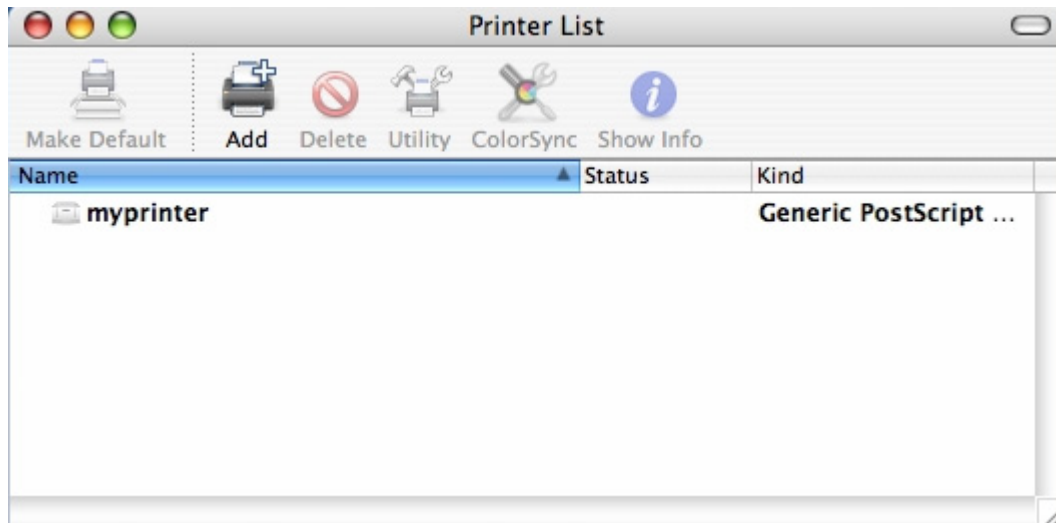 Printer List
Make Default Add Delete Utility ColorSync Show Info
Name Status Kind
myprinter Generic PostScript ...